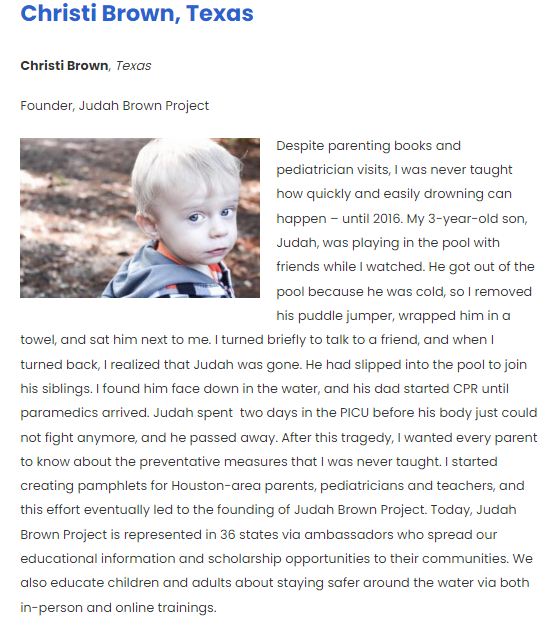 Christi Brown, Texas
Christi Brown, Texas
Founder, Judah Brown Project
Despite parenting books and
pediatrician visits, I was never taught
how quickly and easily drowning can
happen – until 2016. My 3-year-old son,
Judah, was playing in the pool with
friends while I watched. He got out of the
pool because he was cold, so I removed
his puddle jumper, wrapped him in a
towel, and sat him next to me. I turned briefly to talk to a friend, and when I
turned back, I realized that Judah was gone. He had slipped into the pool to join
his siblings. I found him face down in the water, and his dad started CPR until
paramedics arrived. Judah spent  two days in the PICU before his body just could
not fight anymore, and he passed away. After this tragedy, I wanted every parent
to know about the preventative measures that I was never taught. I started
creating pamphlets for Houston-area parents, pediatricians and teachers, and
this effort eventually led to the founding of Judah Brown Project. Today, Judah
Brown Project is represented in 36 states via ambassadors who spread our
educational information and scholarship opportunities to their communities. We
also educate children and adults about staying safer around the water via both
in-person and online trainings.